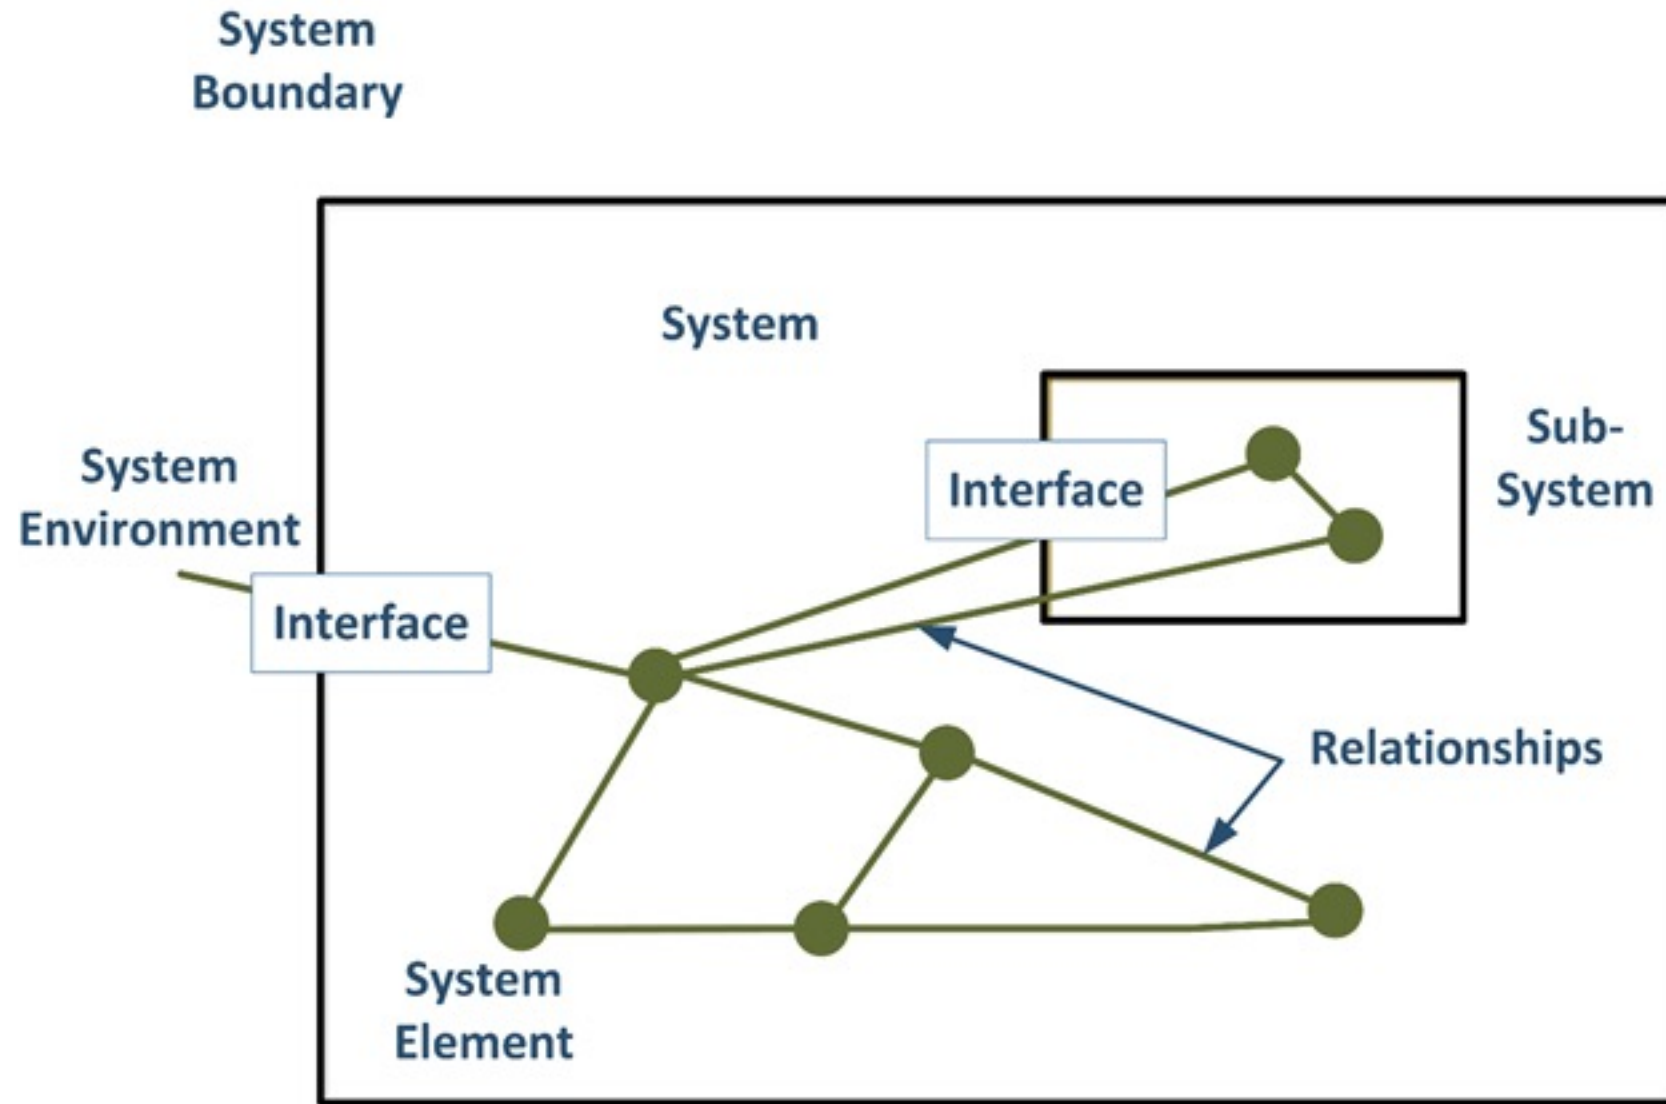 System
Boundary
System
Sub-
System
Interface
System
Environment
Interface
Relationships
System
Element